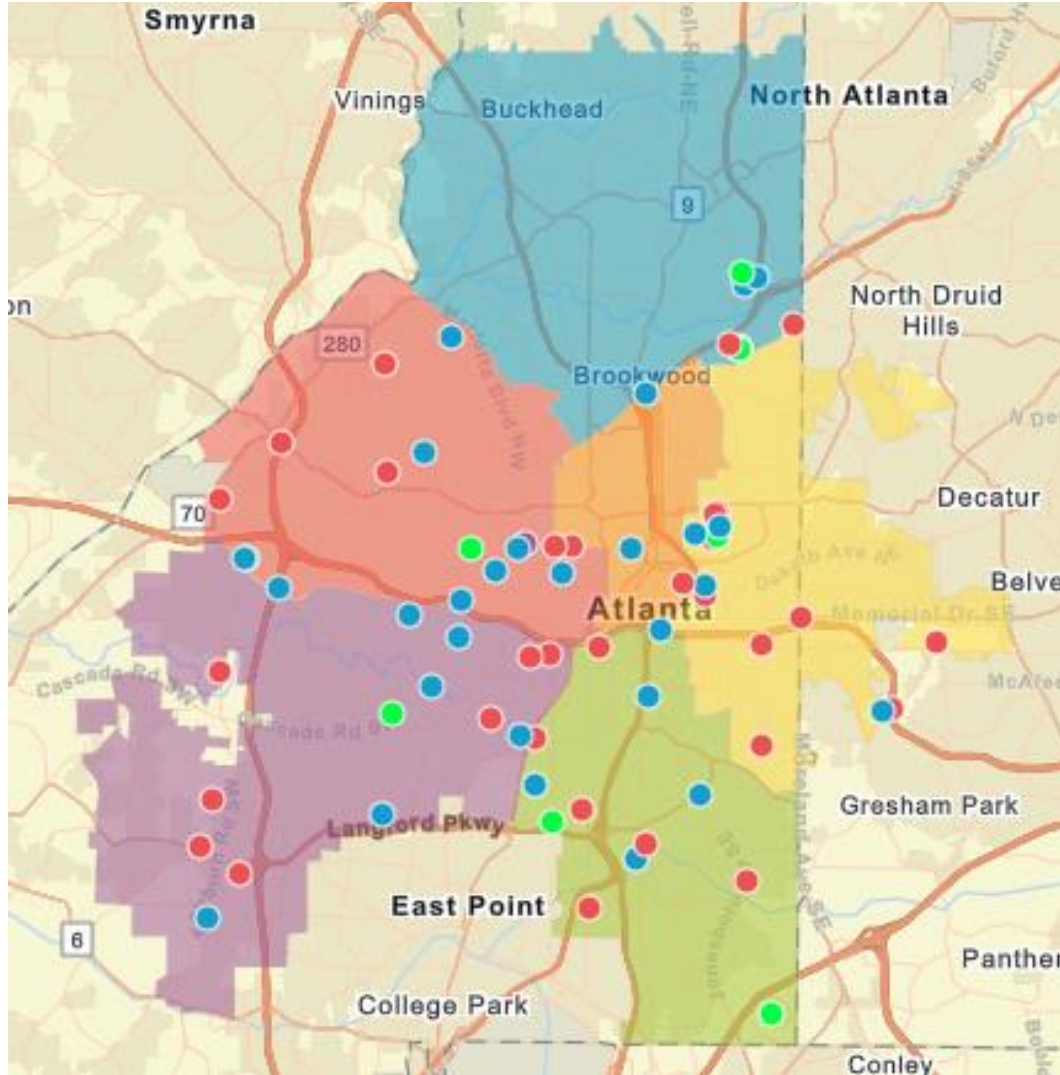 Smyrna
Vinings
Buckhead
North Atlanta
9
North Druid
Hills
280
Brookwood
Decatur
70
Atlanta
Belve
Memorial Dr SE
Cascade Rd
McAfee
Gresham Park
Langford Pkwy
East Point
6
Panther
College Park
Conley